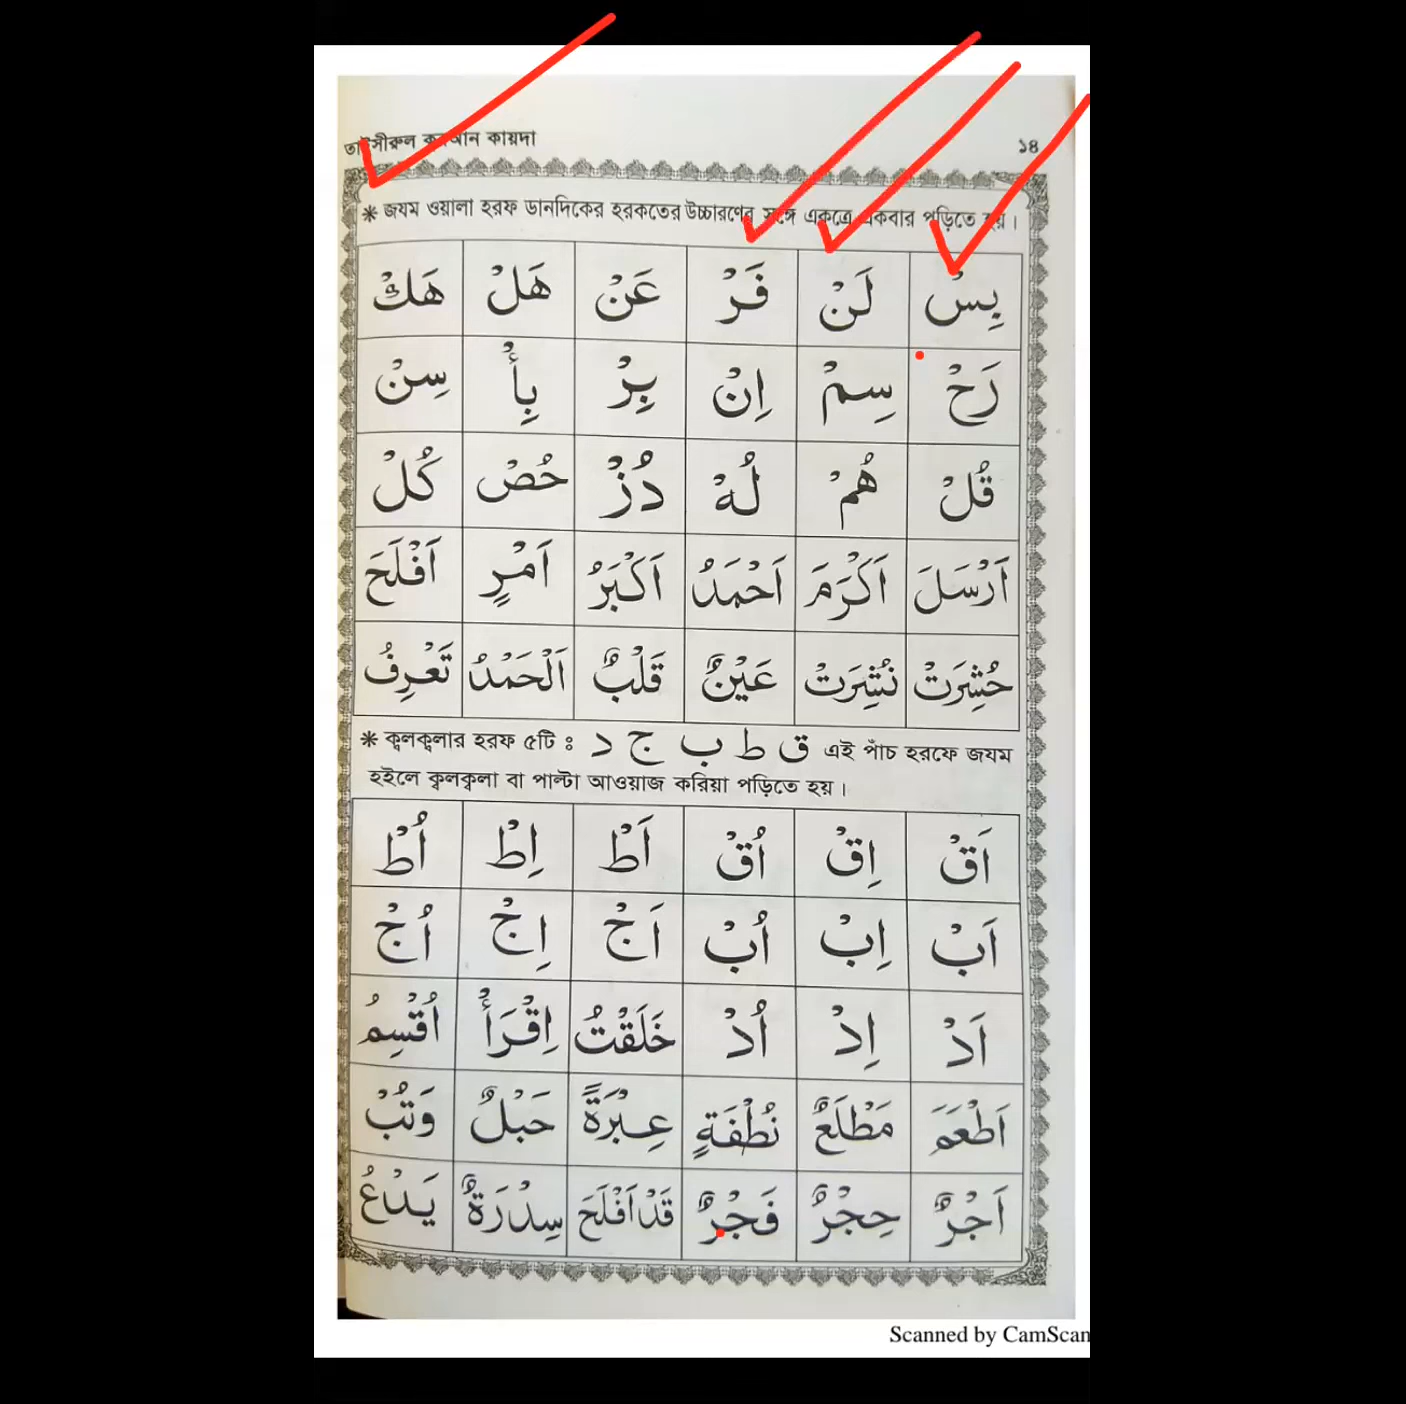 তাইসীরুল কুরআন কায়দা ১৪
* জযম ওয়ালা হরফ ডানদিকের হরকতের উচ্চারণের সঙ্গে একত্রে একবার পড়িতে হয়।
بِسْ لَنْ فَرْ عَنْ هَلْ هَكْ
رَحْ سِمْ اِنْ بِرْ بِأْ سِنْ
قُلْ هُمْ لُهْ دُزْ حُصْ كُلْ
اَرْسَلَ اَكْرَمَ اَحْمَدُ اَكْبَرُ اَمْرٍ اَفْلَحَ
حُشِرَتْ نُشِرَتْ عَيْنٌ قَلْبٌ اَلْحَمْدُ تَعْرِفُ
* ক্বলক্বলার হরফ ৫টি : ق ط ب ج د এই পাঁচ হরফে জযম
হইলে ক্বলক্বলা বা পাল্টা আওয়াজ করিয়া পড়িতে হয়।
اَقْ اِقْ اُقْ اَطْ اِطْ اُطْ
اَبْ اِبْ اُبْ اَجْ اِجْ اُجْ
اَدْ اِدْ اُدْ خَلَقْتُ اِقْرَأْ اُقْسِمُ
اَطْعَمَ مَطْلَعٌ نُطْفَةٍ عِبْرَةً حَبْلٌ وَتُبْ
اَجْرٌ حِجْرٌ فَجْرٌ قَدْ اَفْلَحَ سِدْرَةٌ يَدْعُ
Scanned by CamScan